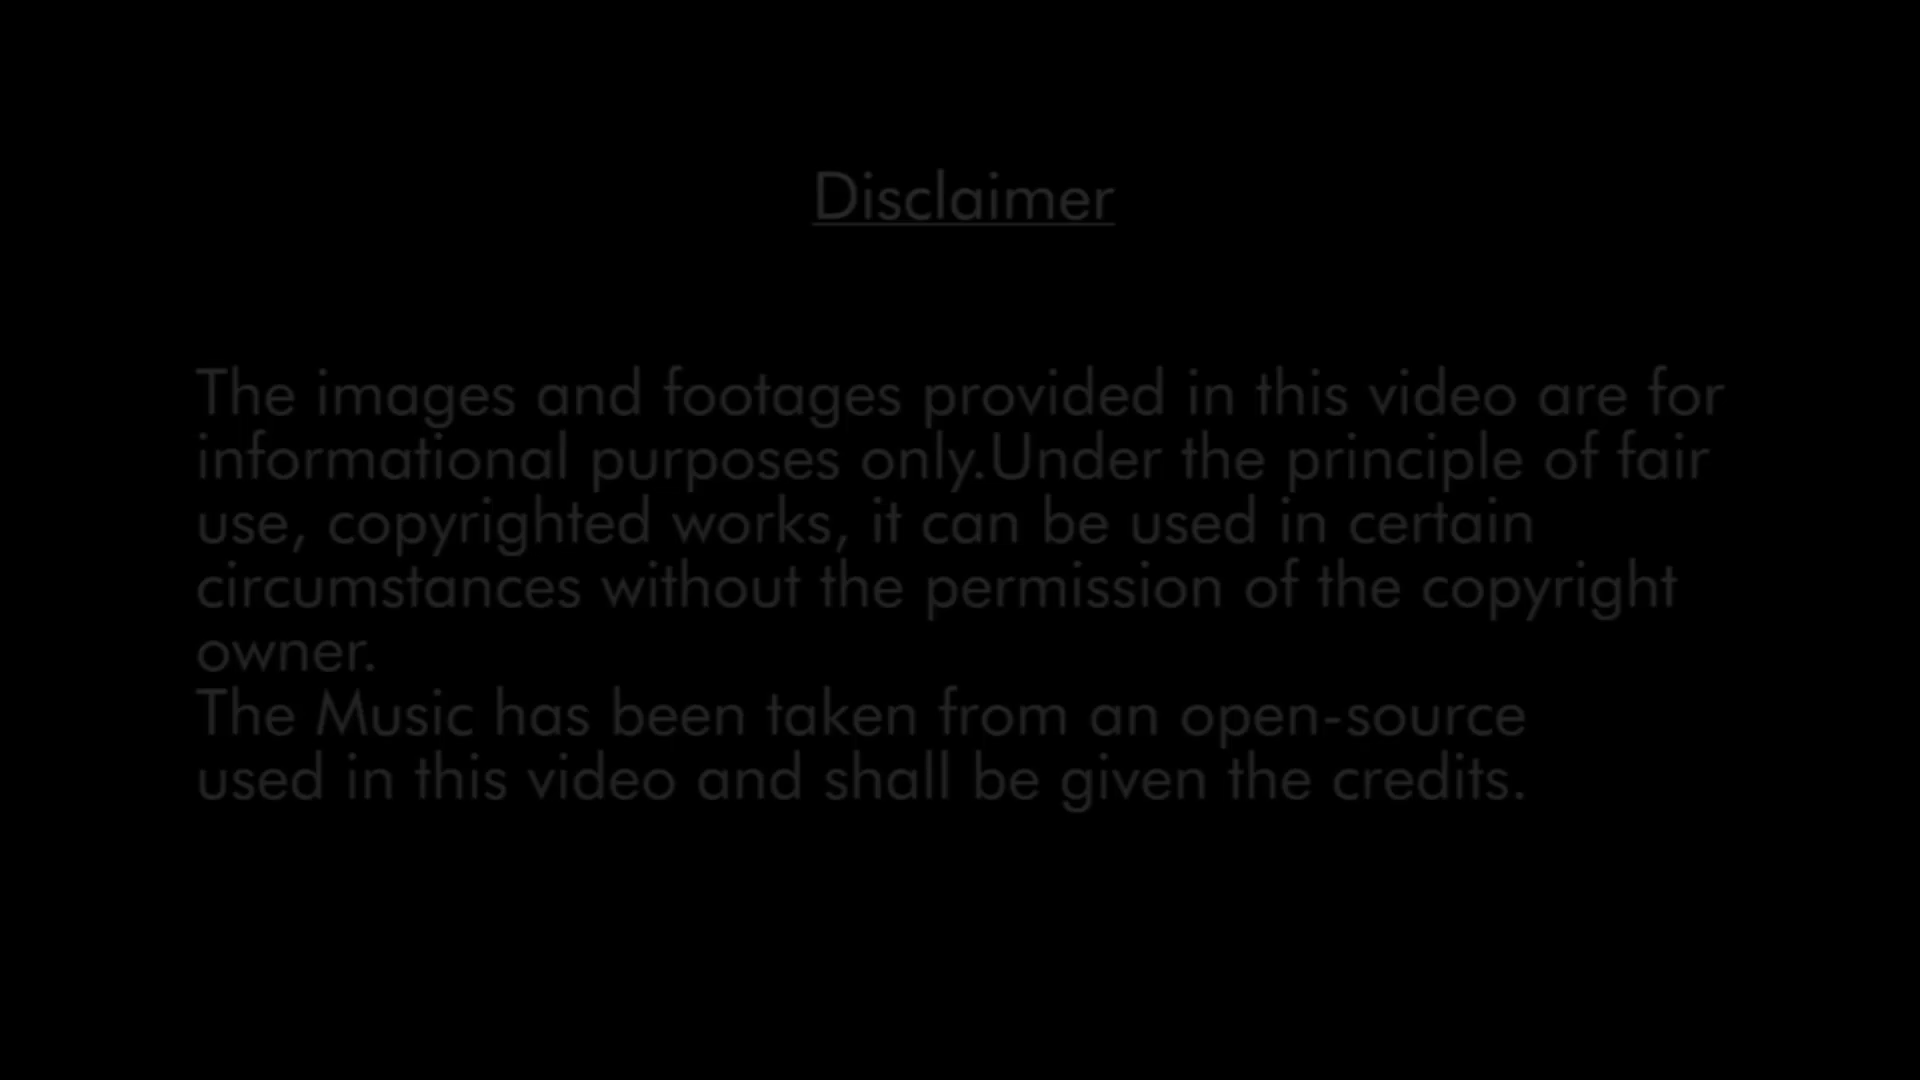 Disclaimer
The images and footages provided in this video are for
informational purposes only.Under the principle of fair
use, copyrighted works, it can be used in certain
circumstances without the permission of the copyright
owner.
The Music has been taken from an open-source
used in this video and shall be given the credits.